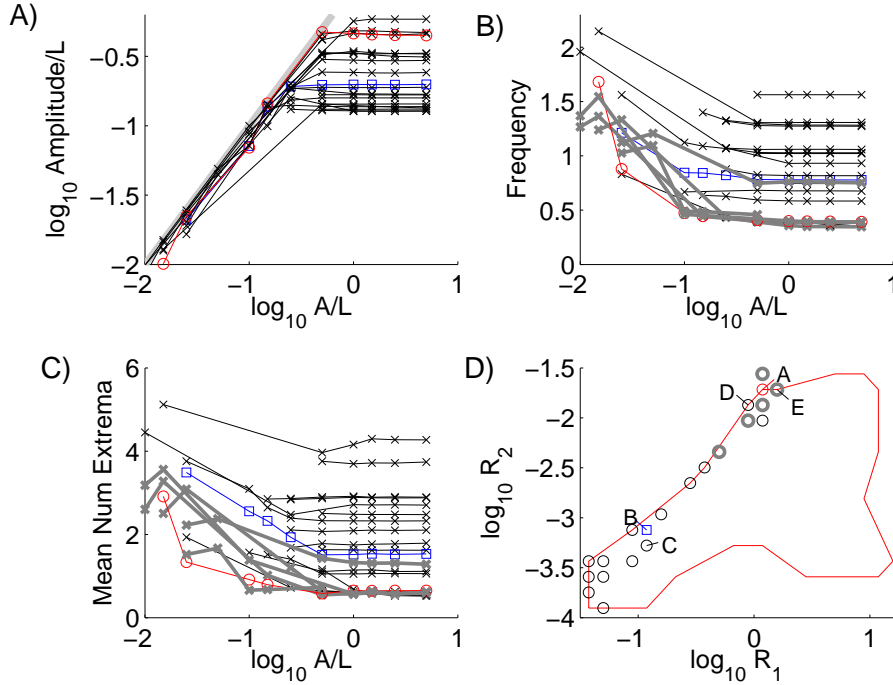 A)
log10 Amplitude/L
−0.5
−1
−1.5
−2
−2 −1 0 1
log10 A/L
B)
Frequency
2
1.5
1
0.5
0
−2 −1 0 1
log10 A/L
C)
Mean Num Extrema
6
4
2
0
−2 −1 0 1
log10 A/L
D)
log10 R2
−1.5
−2
−2.5
−3
−3.5
−4
A
D
E
B
C
−1 0 1
log10 R1